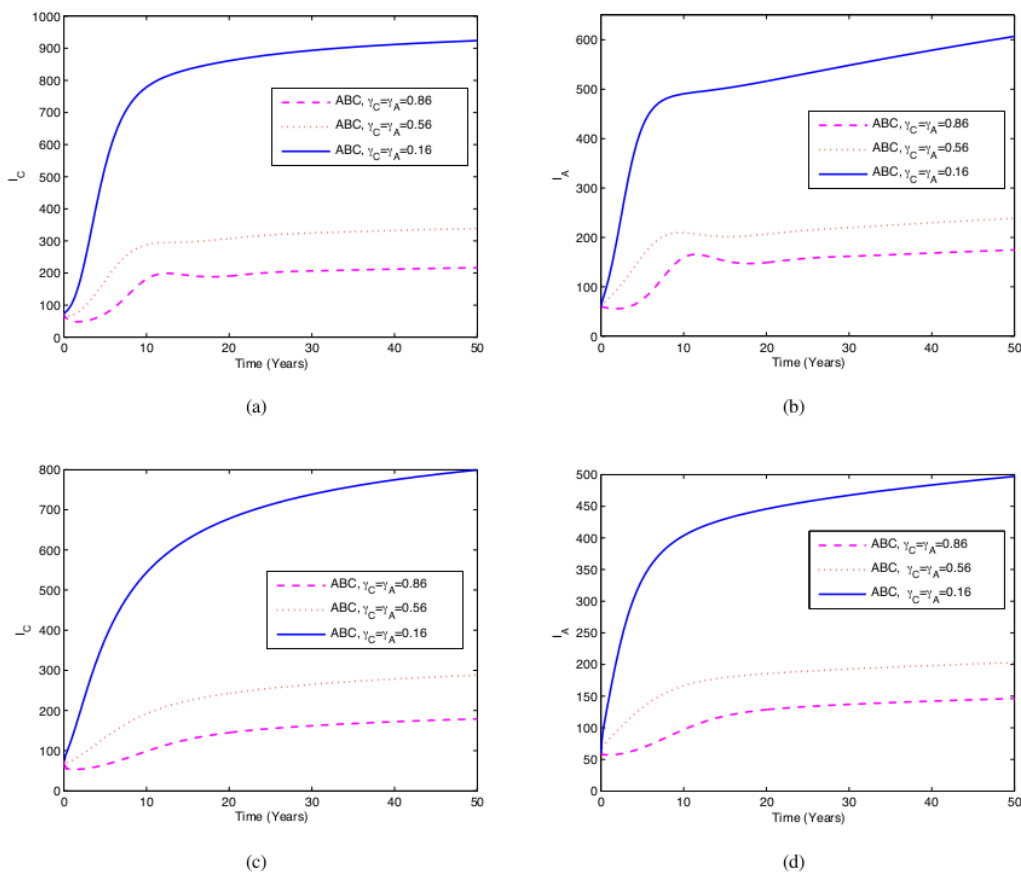 1000
900
800
700
600
500
400
300
200
100
0
I_C
ABC, γ_C=γ_A=0.86
ABC, γ_C=γ_A=0.56
ABC, γ_C=γ_A=0.16
0 10 20 30 40 50
Time (Years)
(a)
600
500
400
300
200
100
0
I_A
ABC, γ_C=γ_A=0.86
ABC, γ_C=γ_A=0.56
ABC, γ_C=γ_A=0.16
0 10 20 30 40 50
Time (Years)
(b)
800
700
600
500
400
300
200
100
0
I_C
ABC, γ_C=γ_A=0.86
ABC, γ_C=γ_A=0.56
ABC, γ_C=γ_A=0.16
0 10 20 30 40 50
Time (Years)
(c)
500
450
400
350
300
250
200
150
100
50
0
I_A
ABC, γ_C=γ_A=0.86
ABC, γ_C=γ_A=0.56
ABC, γ_C=γ_A=0.16
0 10 20 30 40 50
Time (Years)
(d)